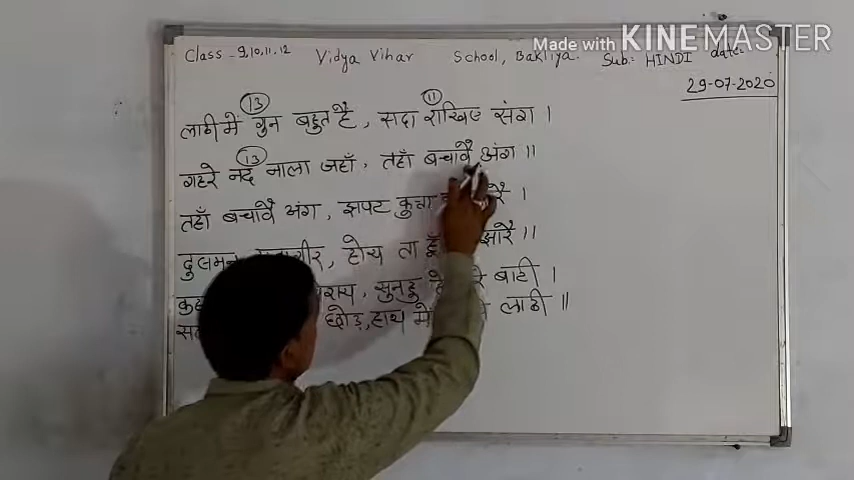 Made with KINEMASTER
Class - 9,10,11,12 Vidya Vihar School, Bakliya. Sub:- HINDI date:
29-07-2020
13 11
लाठी में गुन बहुत है, सदा राखिए संग ।
13
गहरे नद नाला जहाँ, तहाँ बचावै अंग ॥
तहाँ बचावै अंग, झपट कुत्ता ।
होय ता झारै ॥
सुनहु बाटी ।
छोड़, हाथ में लाठी ॥